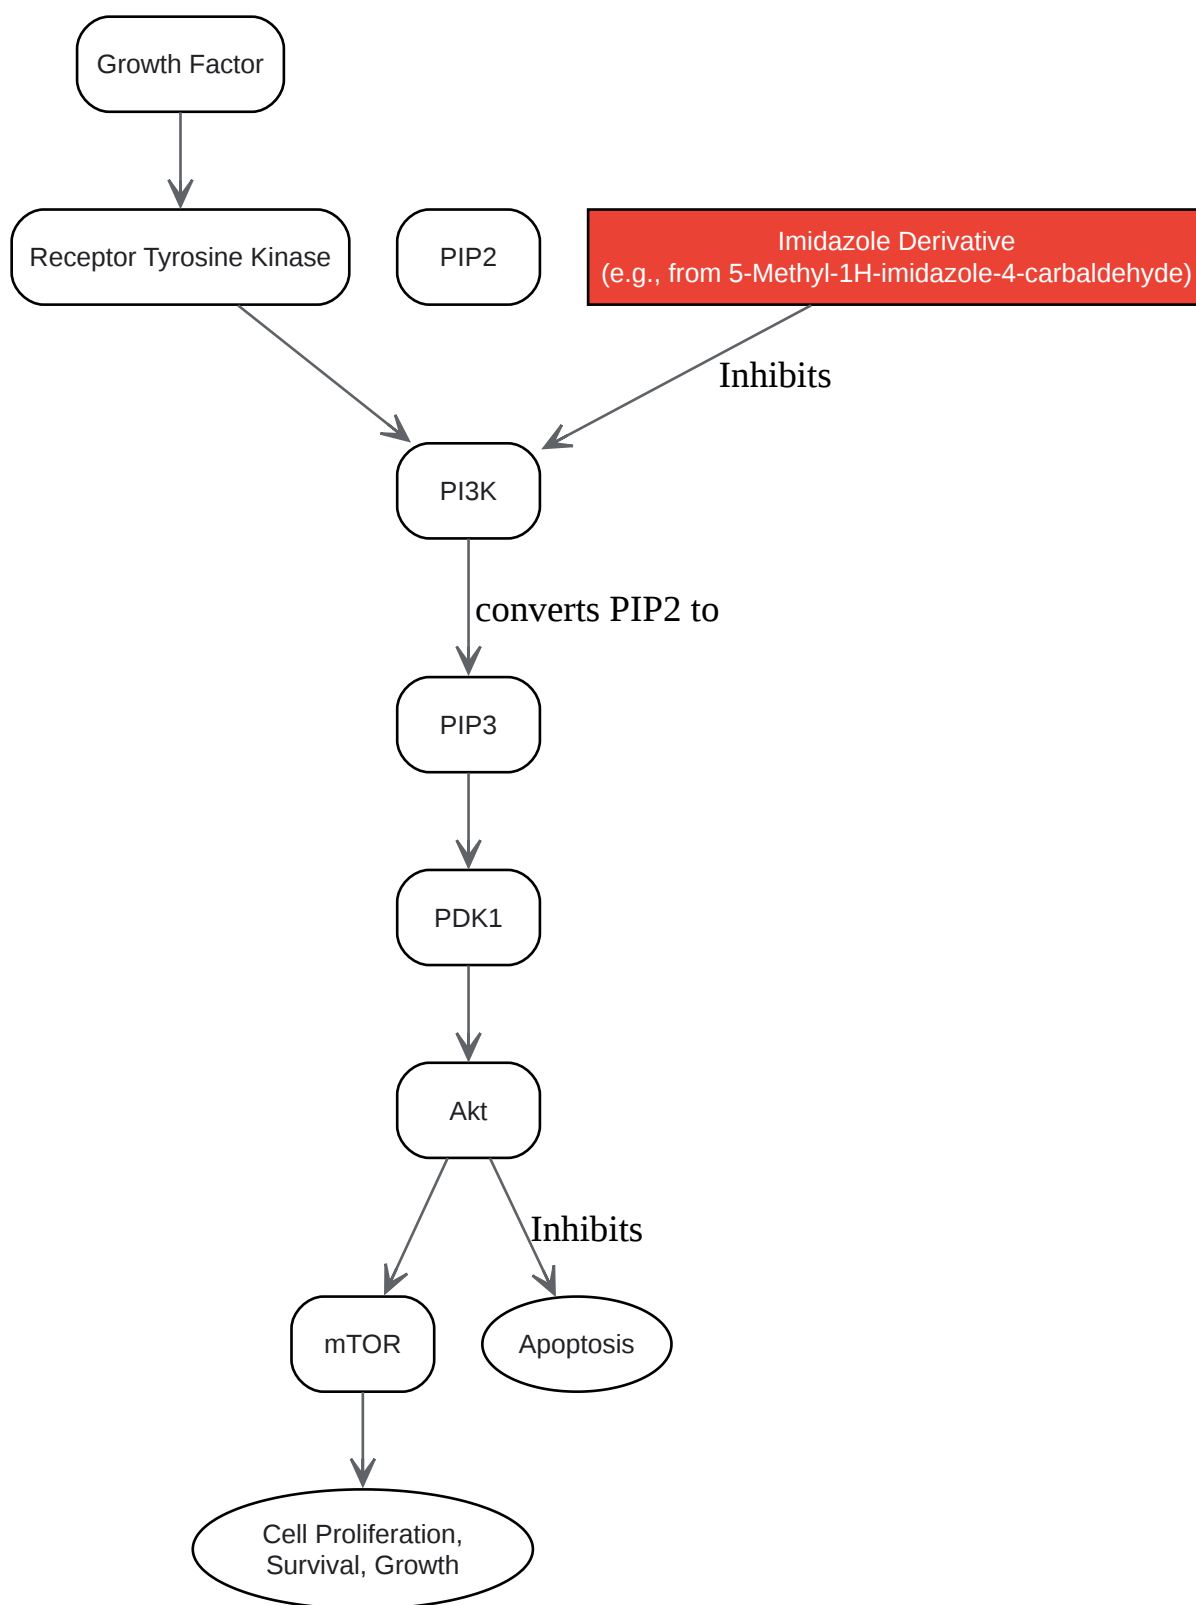 Growth Factor
Receptor Tyrosine Kinase
PIP2
Imidazole Derivative
(e.g., from 5-Methyl-1H-imidazole-4-carbaldehyde)
Inhibits
PI3K
converts PIP2 to
PIP3
PDK1
Akt
Inhibits
mTOR
Apoptosis
Cell Proliferation,
Survival, Growth